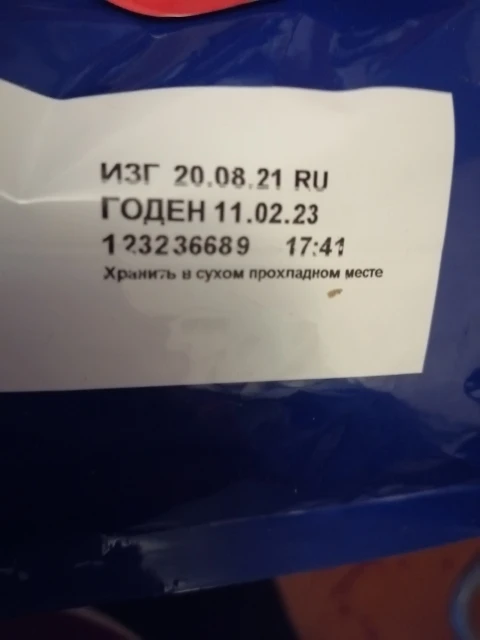 ИЗГ 20.08.21 RU
ГОДЕН 11.02.23
123236689 17:41
Хранить в сухом прохладном месте